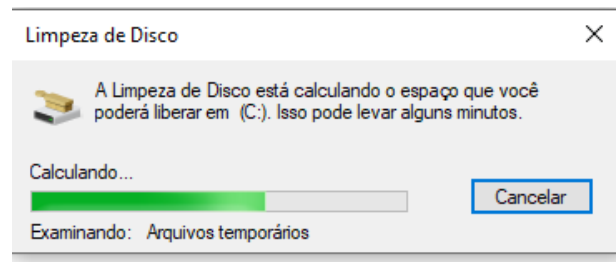 Limpeza de Disco
A Limpeza de Disco está calculando o espaço que você
poderá liberar em  (C:). Isso pode levar alguns minutos.
Calculando...
Cancelar
Examinando:   Arquivos temporários